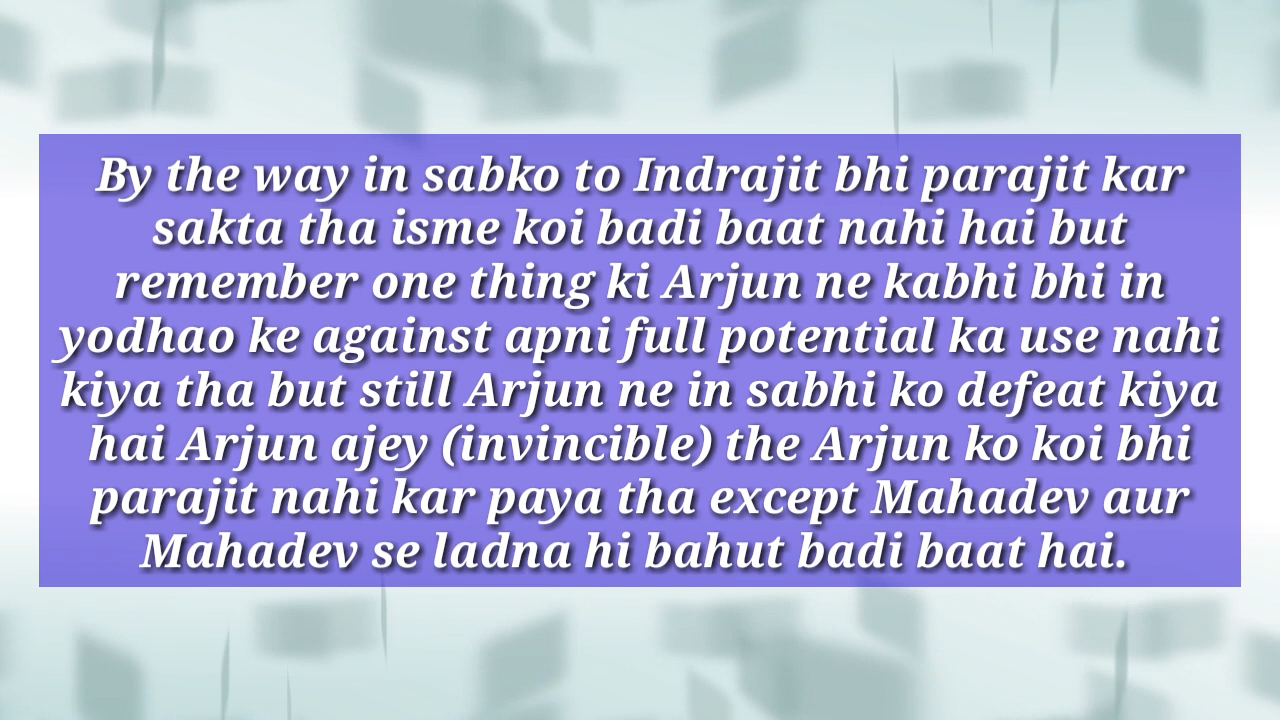 By the way in sabko to Indrajit bhi parajit kar
sakta tha isme koi badi baat nahi hai but
remember one thing ki Arjun ne kabhi bhi in
yodhao ke against apni full potential ka use nahi
kiya tha but still Arjun ne in sabhi ko defeat kiya
hai Arjun ajey (invincible) the Arjun ko koi bhi
parajit nahi kar paya tha except Mahadev aur
Mahadev se ladna hi bahut badi baat hai.